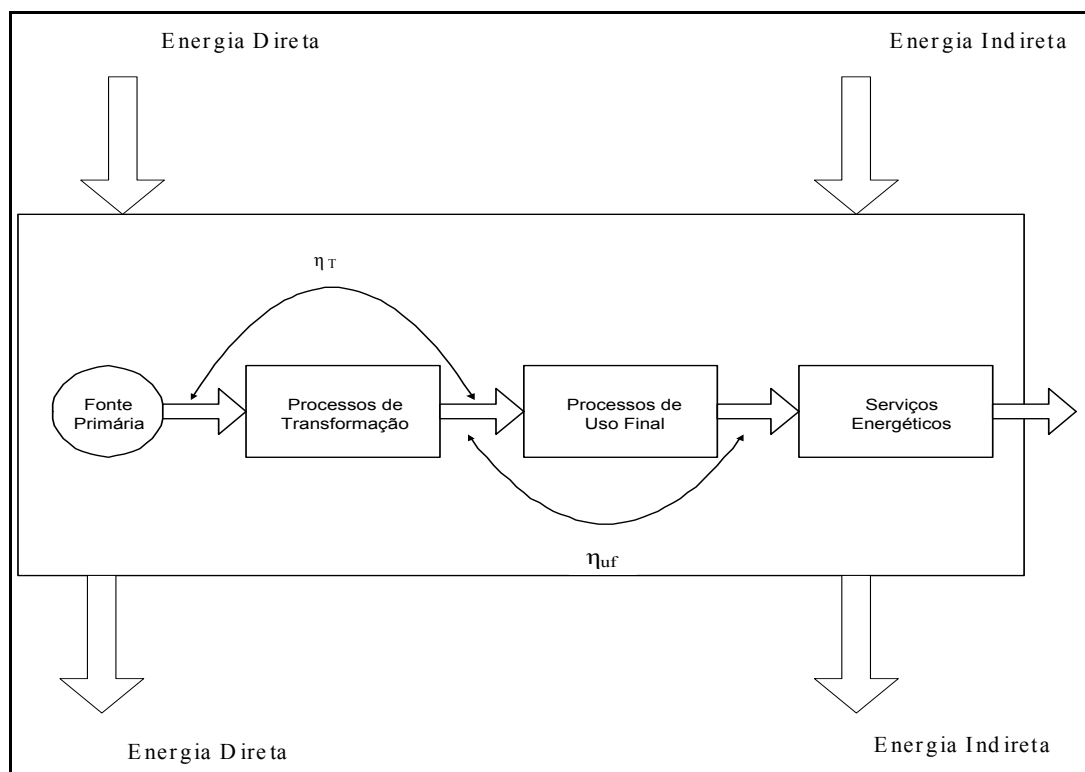 Energia Direta
Energia Indireta
η T
Fonte
Primária
Processos de
Transformação
Processos de
Uso Final
Serviços
Energéticos
ηuf
Energia Direta
Energia Indireta